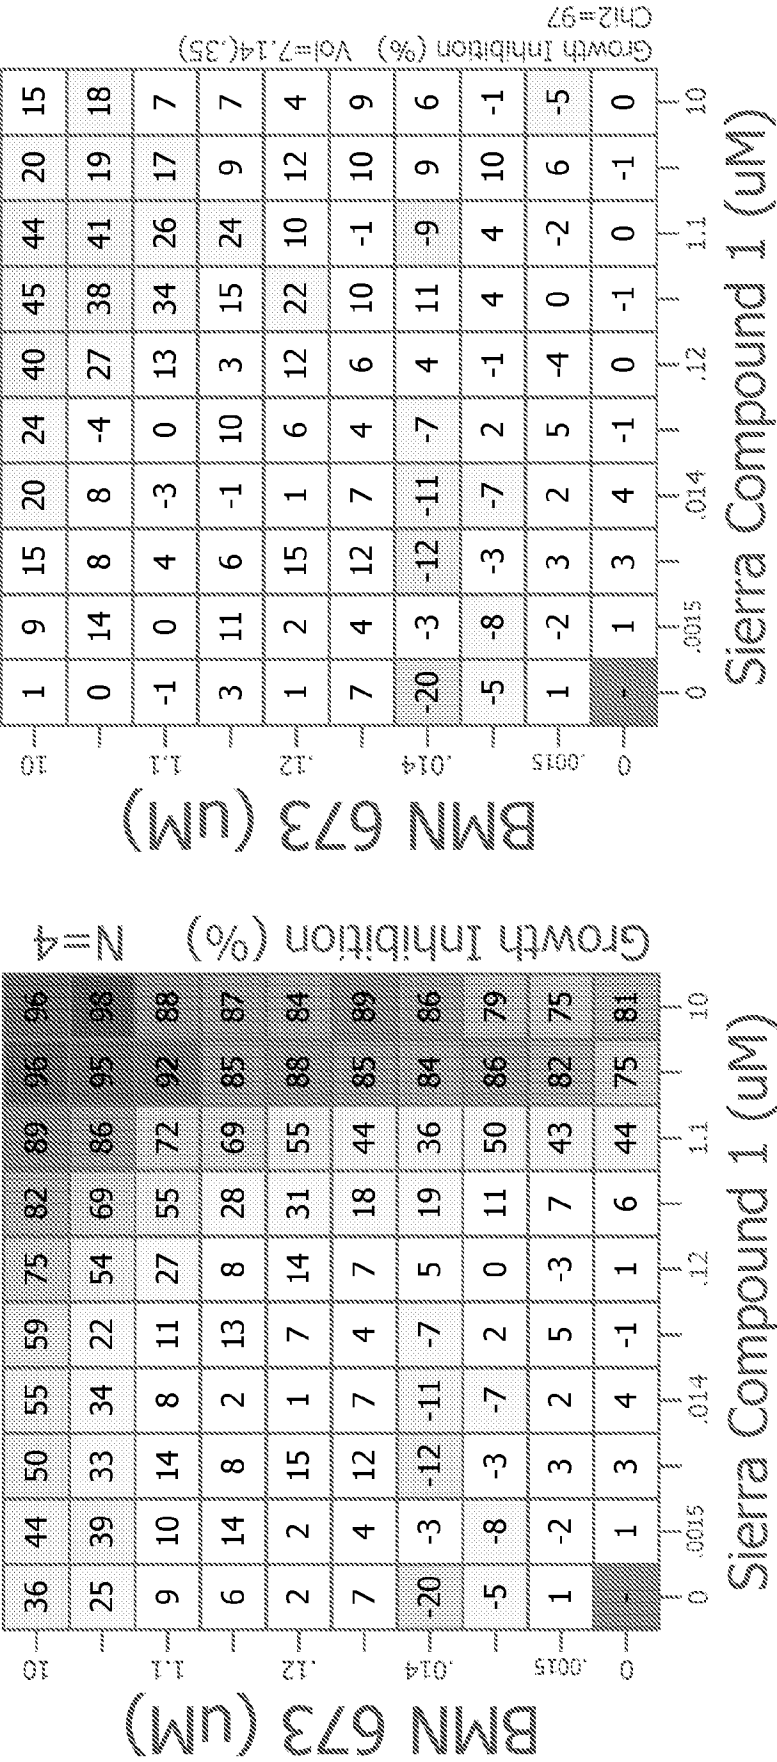 Growth Inhibition (%) N=4
BMN 673 (uM)
10 36 44 50 55 59 75 82 89 96 96
25 39 33 34 22 54 69 86 95 98
1.1 9 10 14 8 11 27 55 72 92 88
6 14 8 2 13 8 28 69 85 87
.12 2 2 15 1 7 14 31 55 88 84
7 4 12 7 4 7 18 44 85 89
.014 -20 -3 -12 -11 -7 5 19 36 84 86
-5 -8 -3 -7 2 0 11 50 86 79
.0015 1 -2 3 2 5 -3 7 43 82 75
0 - 1 3 4 -1 1 6 44 75 81
0 .0015 .014 .12 1.1 10
Sierra Compound 1 (uM)
Growth Inhibition (%) Vol=7.14(.35)
Chi2=97
BMN 673 (uM)
10 1 9 15 20 24 40 45 44 20 15
0 14 8 8 -4 27 38 41 19 18
1.1 -1 0 4 -3 0 13 34 26 17 7
3 11 6 -1 10 3 15 24 9 7
.12 1 2 15 1 6 12 22 10 12 4
7 4 12 7 4 6 10 -1 10 9
.014 -20 -3 -12 -11 -7 4 11 -9 9 6
-5 -8 -3 -7 2 -1 4 4 10 -1
.0015 1 -2 3 2 5 -4 0 -2 6 -5
0 - 1 3 4 -1 0 -1 0 -1 0
0 .0015 .014 .12 1.1 10
Sierra Compound 1 (uM)